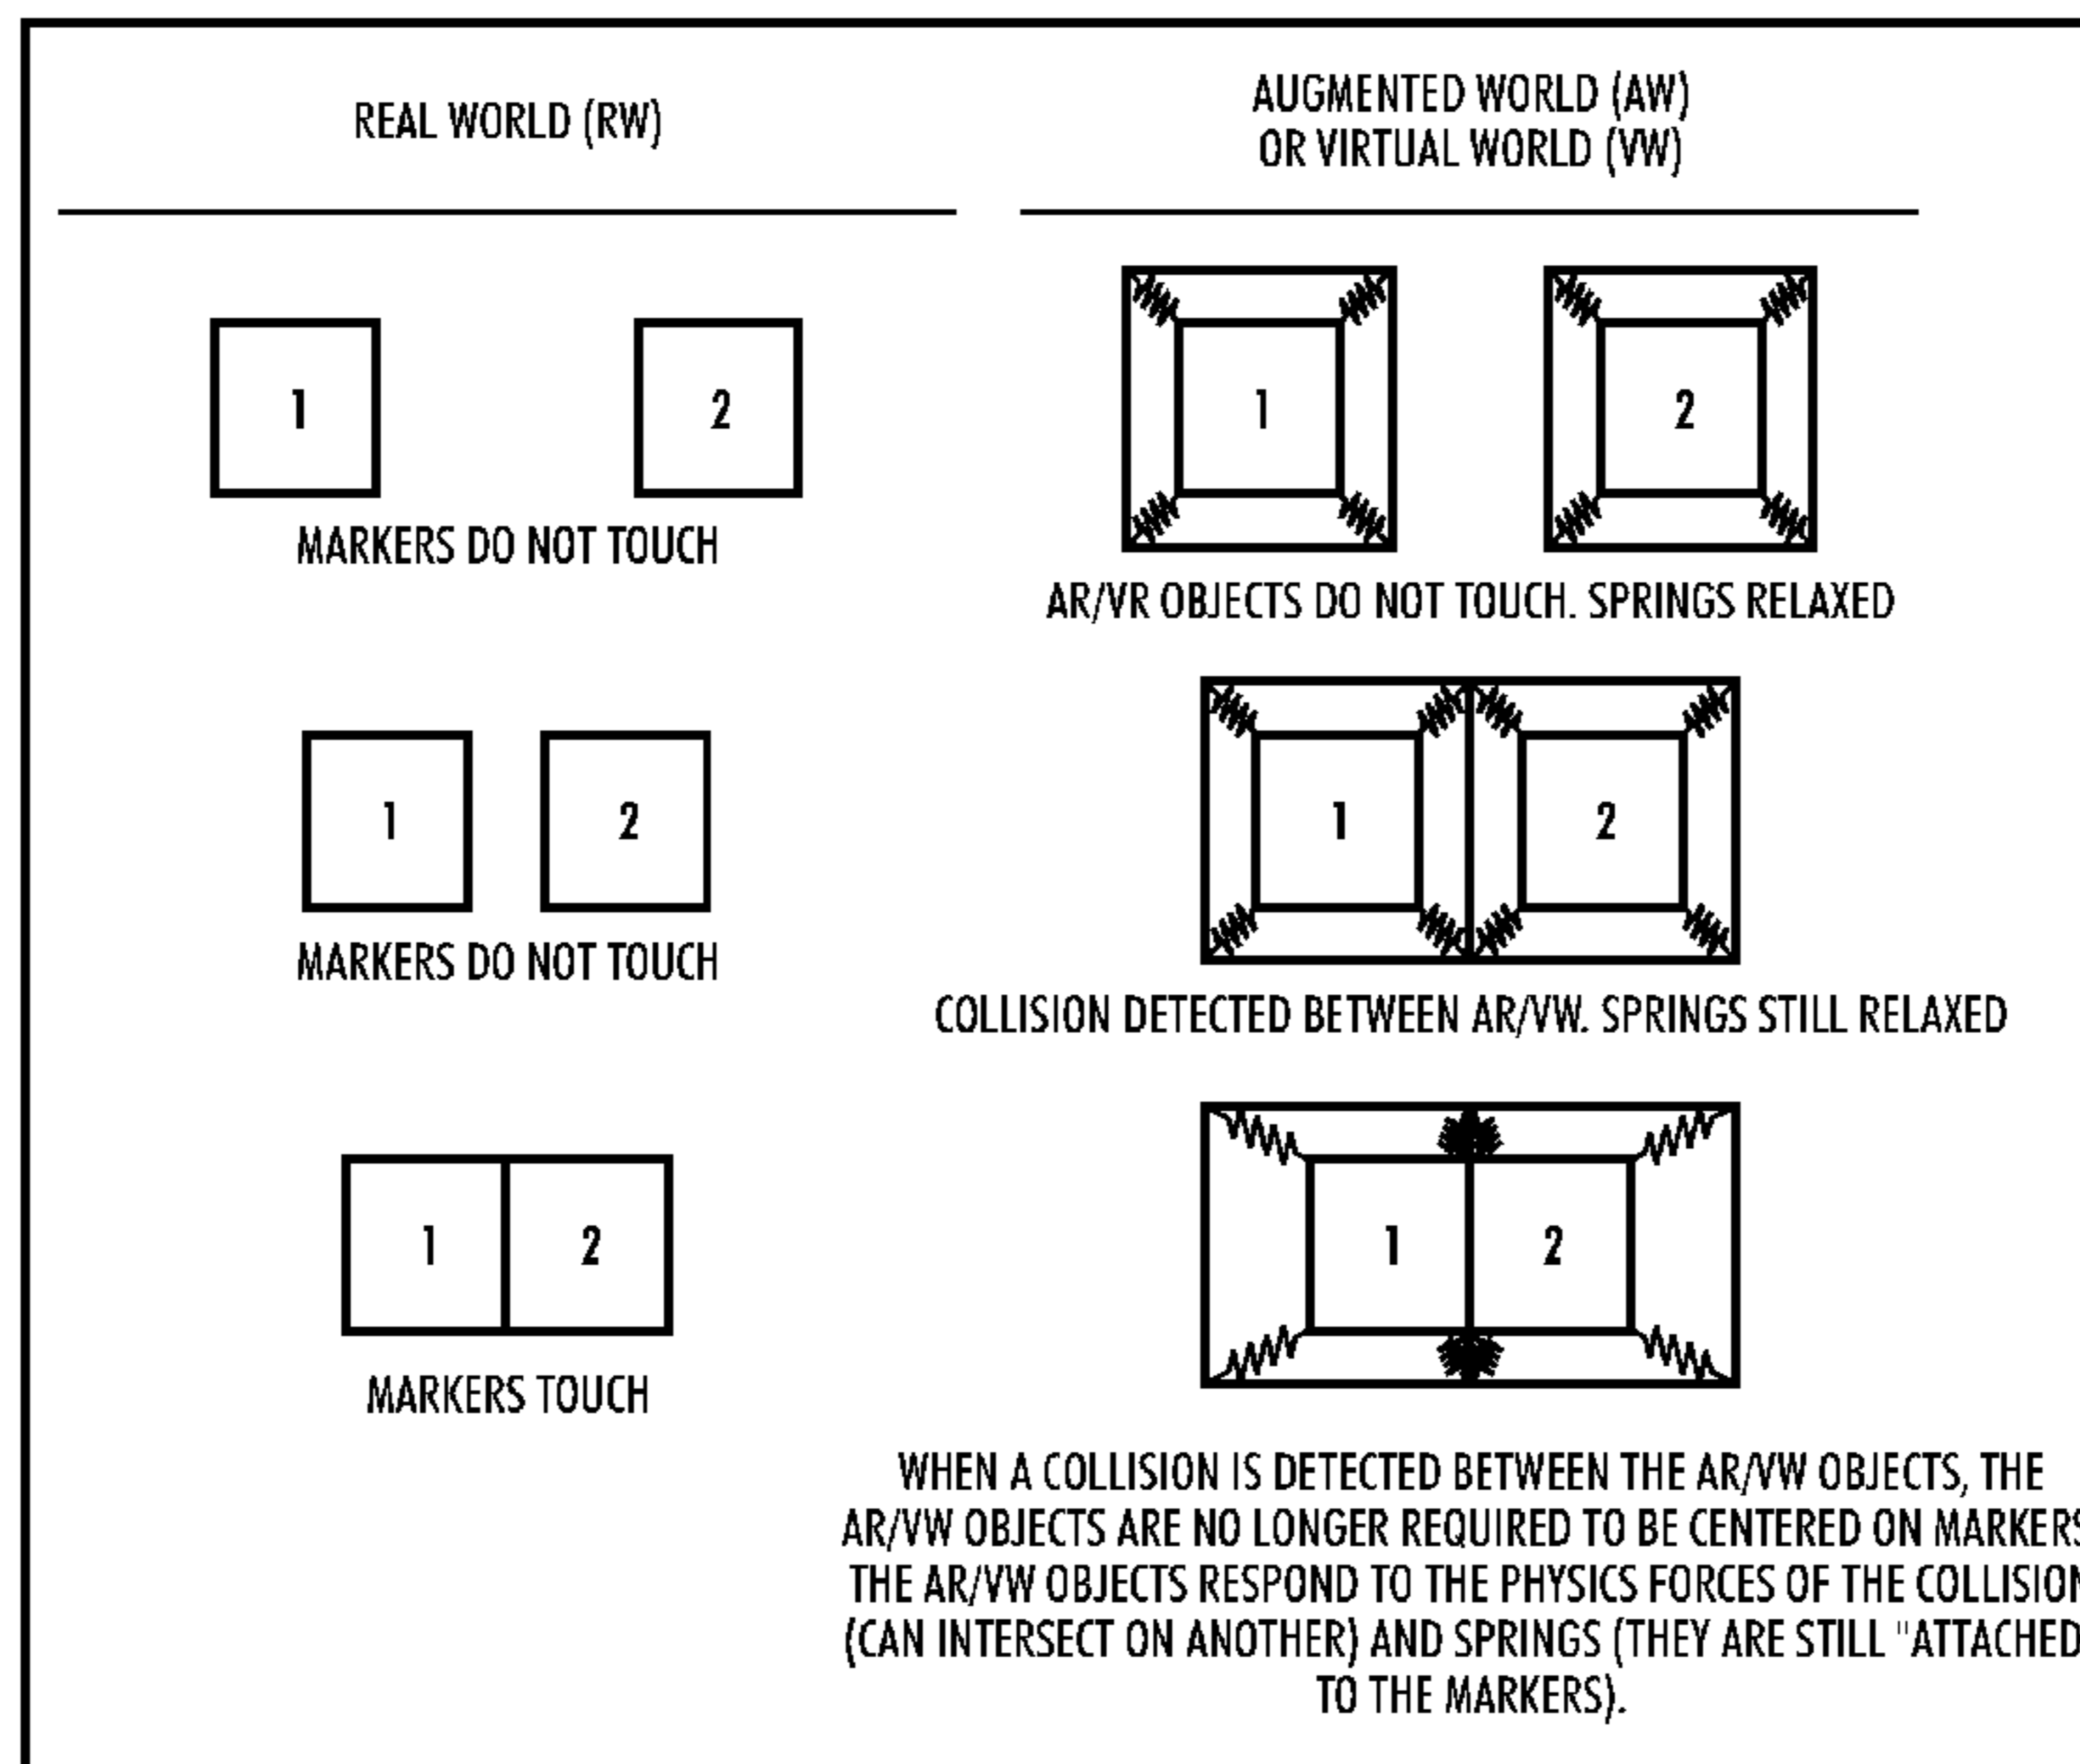 REAL WORLD (RW)
AUGMENTED WORLD (AW)
OR VIRTUAL WORLD (VW)
1
2
1
2
MARKERS DO NOT TOUCH
AR/VR OBJECTS DO NOT TOUCH. SPRINGS RELAXED
1
2
1
2
MARKERS DO NOT TOUCH
COLLISION DETECTED BETWEEN AR/VW. SPRINGS STILL RELAXED
1
2
1
2
MARKERS TOUCH
WHEN A COLLISION IS DETECTED BETWEEN THE AR/VW OBJECTS, THE
AR/VW OBJECTS ARE NO LONGER REQUIRED TO BE CENTERED ON MARKERS
THE AR/VW OBJECTS RESPOND TO THE PHYSICS FORCES OF THE COLLISION
(CAN INTERSECT ON ANOTHER) AND SPRINGS (THEY ARE STILL "ATTACHED
TO THE MARKERS).